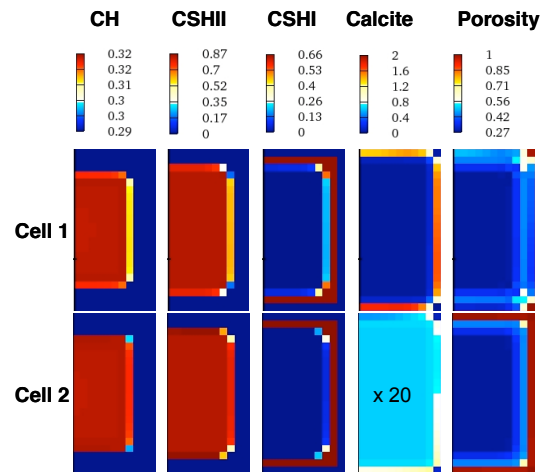 CH CSHII CSHI Calcite Porosity
0.32 0.87 0.66 2 1
0.32 0.7 0.53 1.6 0.85
0.31 0.52 0.4 1.2 0.71
0.3 0.35 0.26 0.8 0.56
0.3 0.17 0.13 0.4 0.42
0.29 0 0 0 0.27
Cell 1
Cell 2 x 20